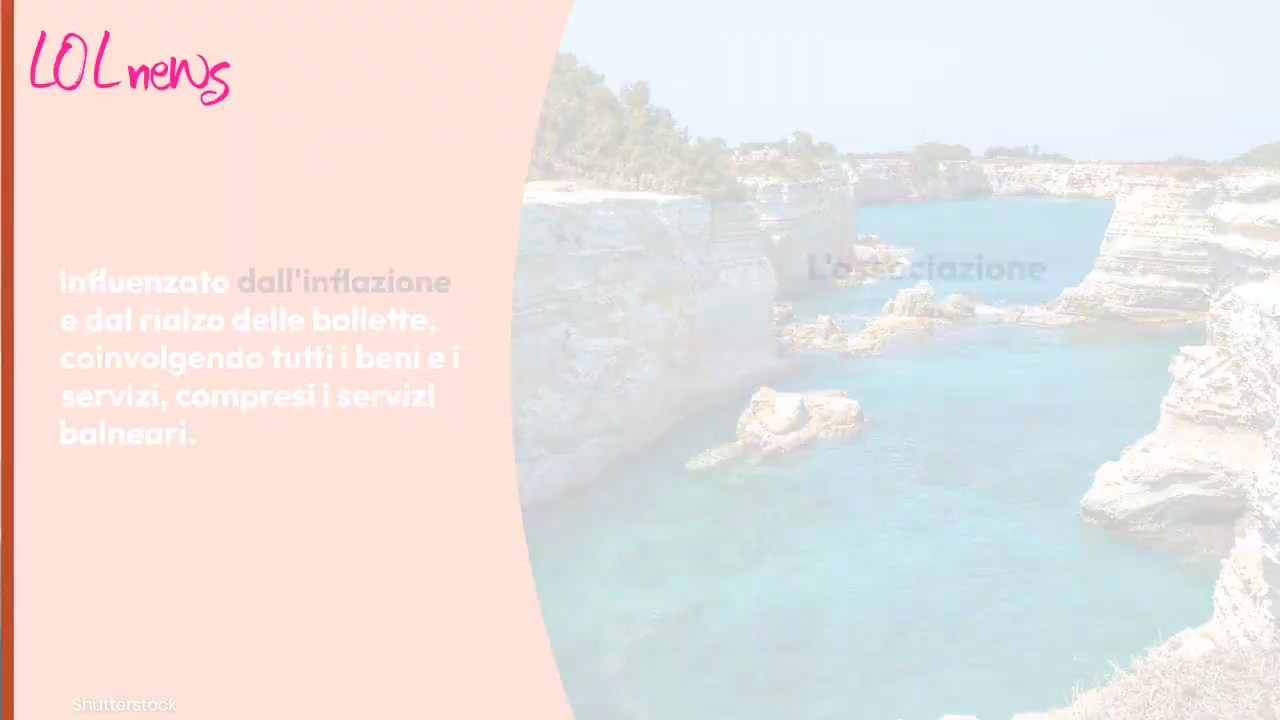 LOL news
influenzato dall'inflazione
e dal rialzo delle bollette,
coinvolgendo tutti i beni e i
servizi, compresi i servizi
balneari.
L'associazione
Shutterstock